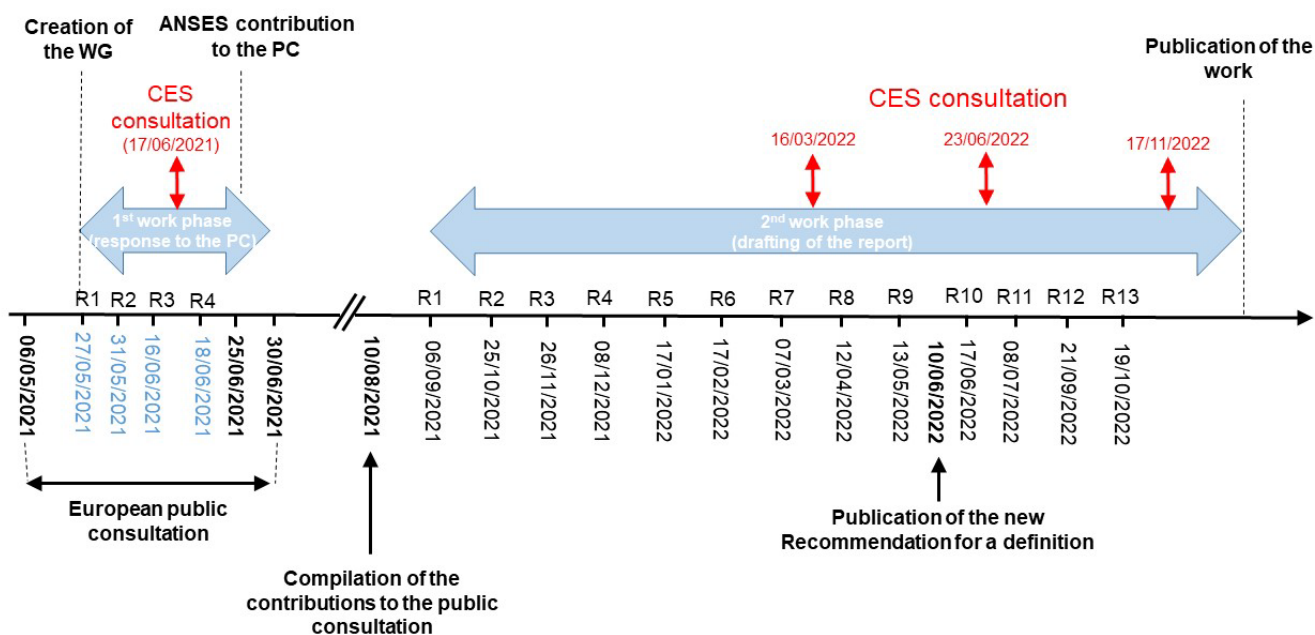 Creation of
the WG
ANSES contribution
to the PC
Publication of the
work
CES
consultation
(17/06/2021)
CES consultation
16/03/2022
23/06/2022
17/11/2022
1st work phase
(response to the PC)
2nd work phase
(drafting of the report)
R1
R2
R3
R4
R1
R2
R3
R4
R5
R6
R7
R8
R9
R10
R11
R12
R13
06/05/2021
27/05/2021
31/05/2021
16/06/2021
18/06/2021
25/06/2021
30/06/2021
10/08/2021
06/09/2021
25/10/2021
26/11/2021
08/12/2021
17/01/2022
17/02/2022
07/03/2022
12/04/2022
13/05/2022
10/06/2022
17/06/2022
08/07/2022
21/09/2022
19/10/2022
European public
consultation
Compilation of the
contributions to the public
consultation
Publication of the new
Recommendation for a definition